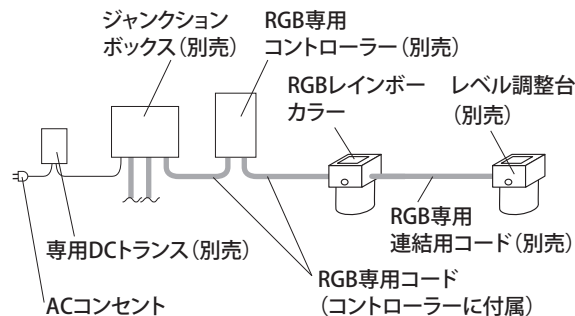 ジャンクション
ボックス(別売)
RGB専用
コントローラー(別売)
RGBレインボー
カラー
レベル調整台
(別売)
専用DCトランス(別売)
ACコンセント
RGB専用
連結用コード(別売)
RGB専用コード
(コントローラーに付属)